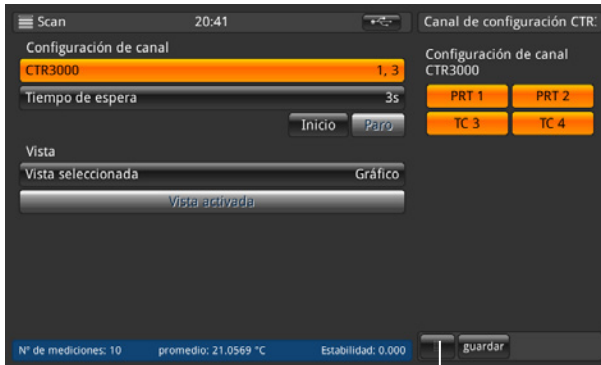 Scan 20:41
Configuración de canal
CTR3000 1, 3
Tiempo de espera 3s
Inicio Paro
Vista
Vista seleccionada Gráfico
Vista activada
N° de mediciones: 10 promedio: 21.0569 °C Estabilidad: 0.000
Canal de configuración CTR:
Configuración de canal
CTR3000
PRT 1 PRT 2
TC 3 TC 4
guardar